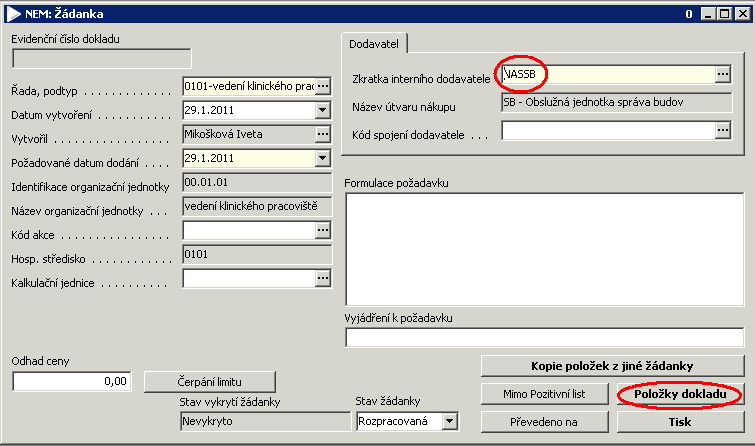 NEM: Žádanka 0
Evidenční číslo dokladu
Řada, podtyp 0101-vedení klinického prac
Datum vytvoření 29.1.2011
Vytvořil Mikošková Iveta
Požadované datum dodání 29.1.2011
Identifikace organizační jednotky 00.01.01
Název organizační jednotky . . . vedení klinického pracoviště
Kód akce
Hosp. středisko 0101
Kalkulační jednice
Dodavatel
Zkratka interního dodavatele NASSB
Název útvaru nákupu SB - Obslužná jednotka správa budov
Kód spojení dodavatele . . .
Formulace požadavku
Vyjádření k požadavku
Odhad ceny
0,00 Čerpání limitu
Stav vykrytí žádanky Stav žádanky
Nevykryto Rozpracovaná
Kopie položek z jiné žádanky
Mimo Pozitivní list Položky dokladu
Převedeno na Tisk